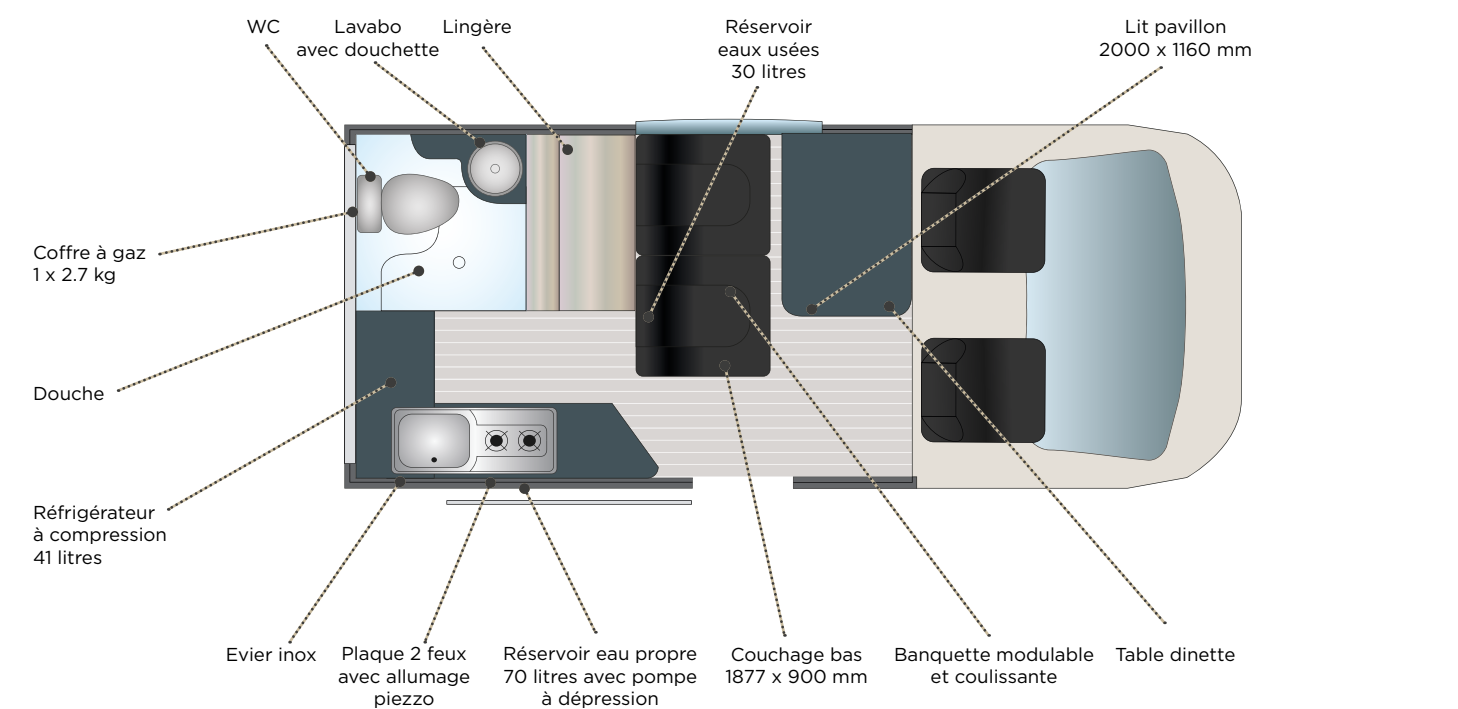 WC
Lavabo
avec douchette
Lingère
Réservoir
eaux usées
30 litres
Lit pavillon
2000 x 1160 mm
Coffre à gaz
1 x 2.7 kg
Douche
Réfrigérateur
à compression
41 litres
Evier inox
Plaque 2 feux
avec allumage
piezzo
Réservoir eau propre
70 litres avec pompe
à dépression
Couchage bas
1877 x 900 mm
Banquette modulable
et coulissante
Table dinette